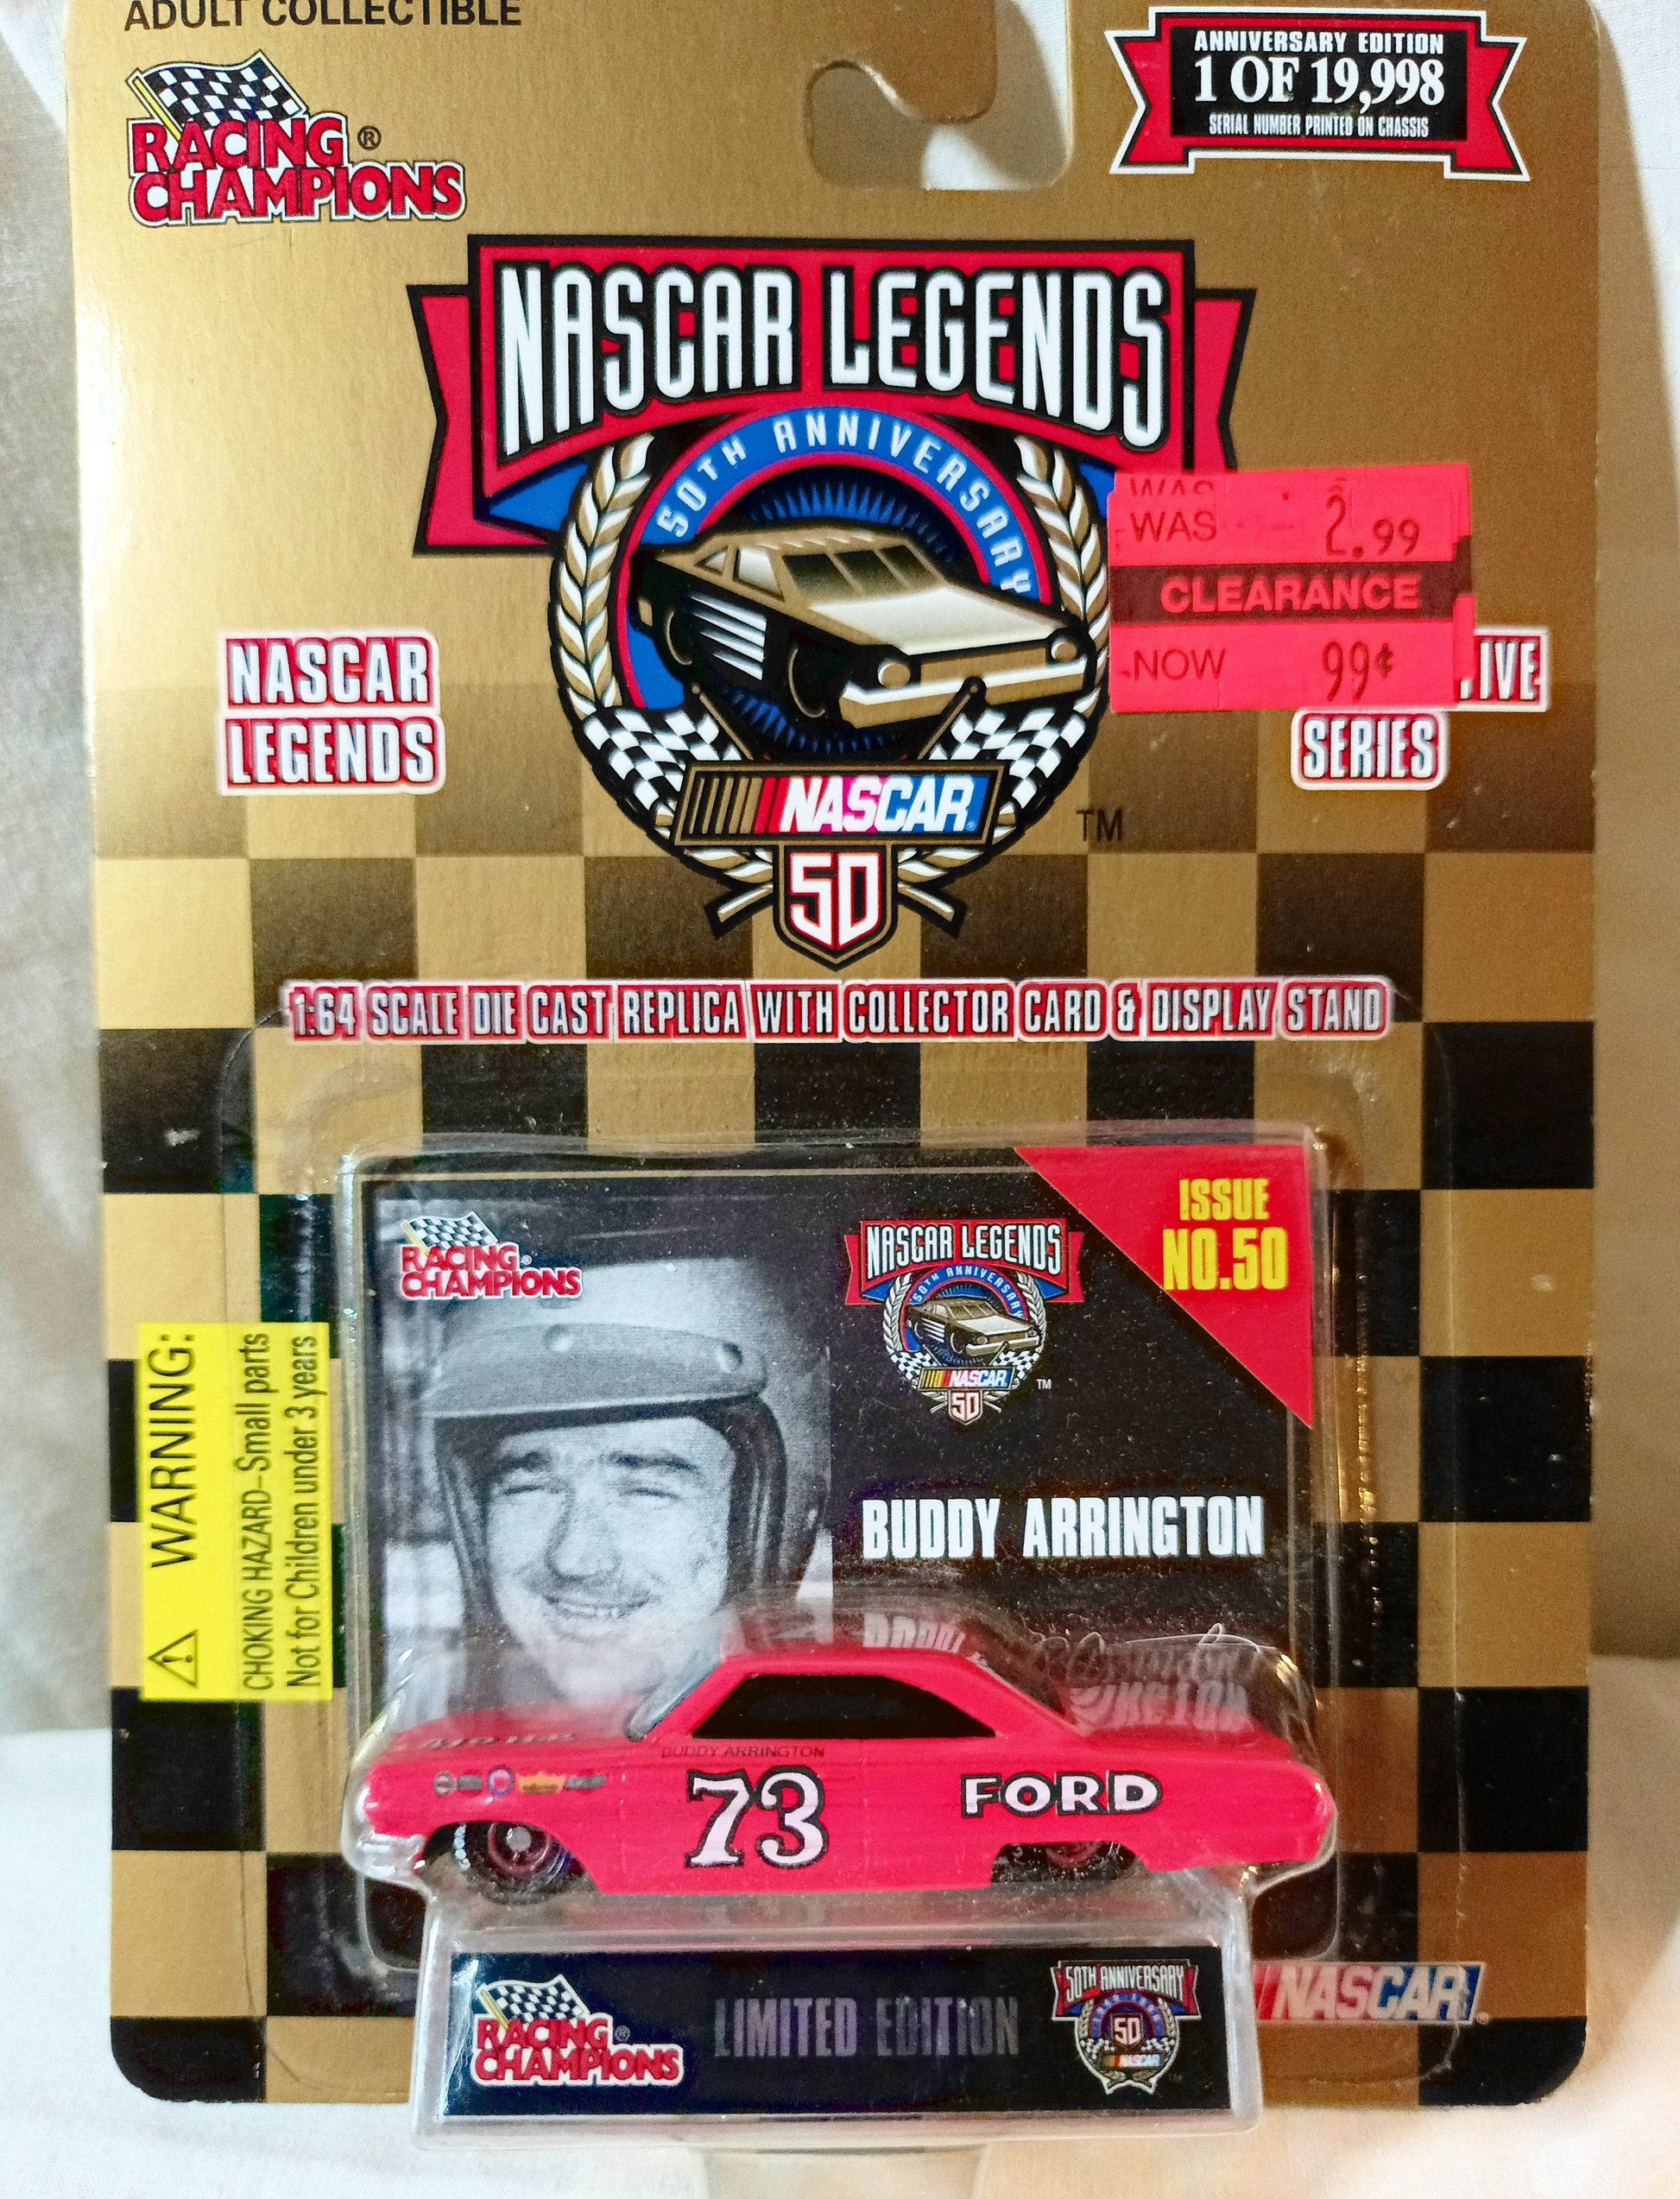 ADULT COLLECTIBLE
RACING ®
CHAMPIONS
ANNIVERSARY EDITION
1 OF 19,998
SERIAL NUMBER PRINTED ON CHASSIS
NASCAR LEGENDS
50TH ANNIVERSARY
WAS
WAS 2.99
CLEARANCE
NOW 99¢
NASCAR
LEGENDS
IVE
SERIES
NASCAR
50
TM
1:64 SCALE DIE CAST REPLICA WITH COLLECTOR CARD & DISPLAY STAND
ISSUE
NO.50
RACING ®
CHAMPIONS
NASCAR LEGENDS
50TH ANNIVERSARY
NASCAR
50
TM
⚠ WARNING:
CHOKING HAZARD–Small parts
Not for Children under 3 years
BUDDY ARRINGTON
BUDDY ARRINGTON
73
FORD
RACING ®
CHAMPIONS
LIMITED EDITION
50TH ANNIVERSARY
50
NASCAR
NASCAR ®